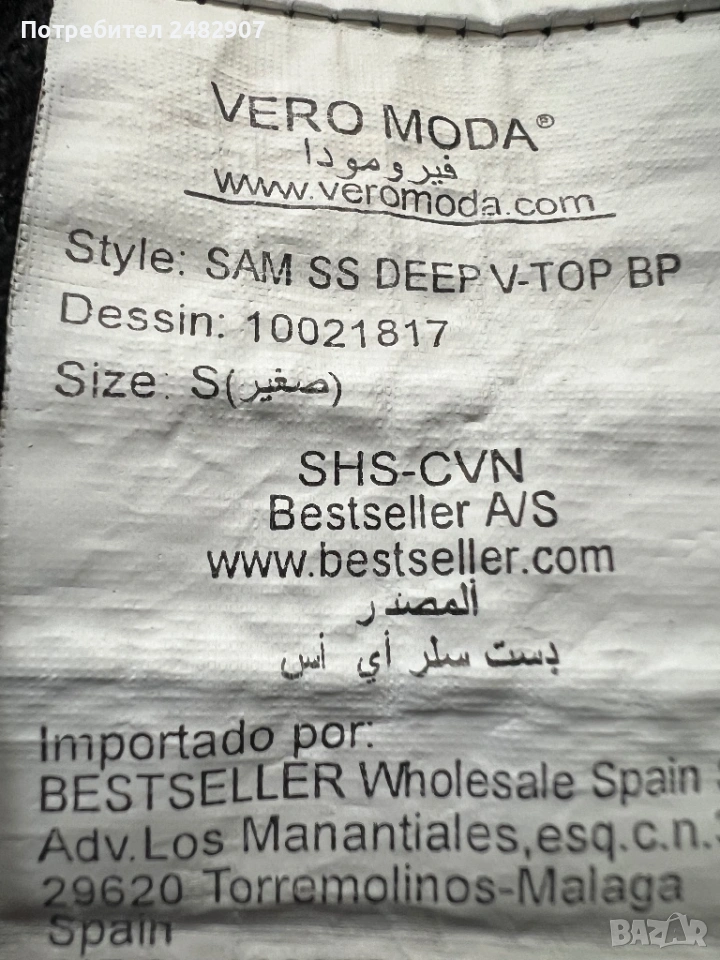 Потребител 2482907
VERO MODA®
فيرومودا
www.veromoda.com
Style: SAM SS DEEP V-TOP BP
Dessin: 10021817
Size: S(صغير)
SHS-CVN
Bestseller A/S
www.bestseller.com
المصدر
بست سلر أي أس
Importado por:
BESTSELLER Wholesale Spain
Adv.Los Manantiales,esq.c.n.
29620 Torremolinos-Malaga
Spain
BAZAR